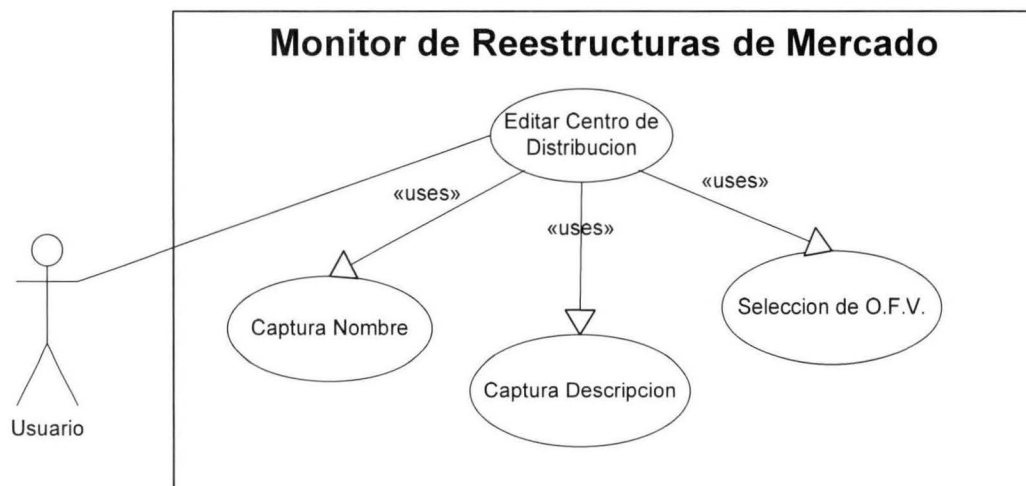 Monitor de Reestructuras de Mercado
Editar Centro de
Distribucion
«uses»
«uses»
«uses»
Captura Nombre
Seleccion de O.F.V.
Captura Descripcion
Usuario